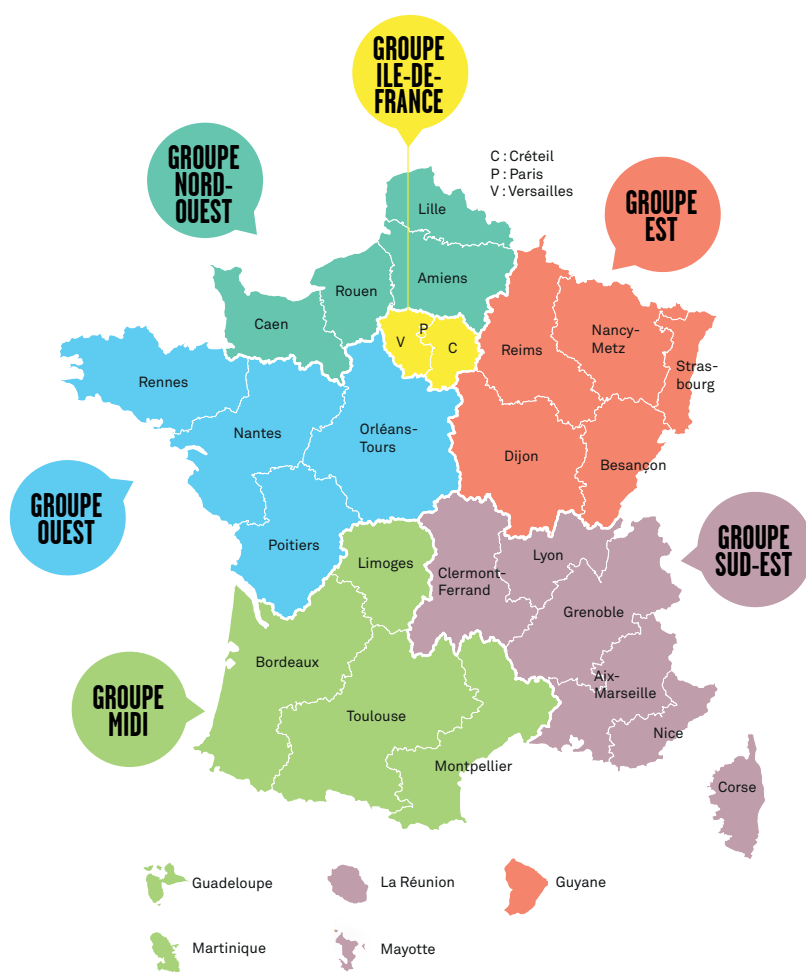 GROUPE
ILE-DE-
FRANCE
C : Créteil
P : Paris
V : Versailles
GROUPE
NORD-
OUEST
GROUPE
EST
Lille
Amiens
Rouen
Caen
P
V
C
Reims
Nancy-
Metz
Stras-
bourg
Rennes
Nantes
Orléans-
Tours
Dijon
Besançon
GROUPE
OUEST
GROUPE
SUD-EST
Poitiers
Limoges
Clermont-
Ferrand
Lyon
Grenoble
Bordeaux
Aix-
Marseille
GROUPE
MIDI
Toulouse
Nice
Montpellier
Corse
Guadeloupe
La Réunion
Guyane
Martinique
Mayotte